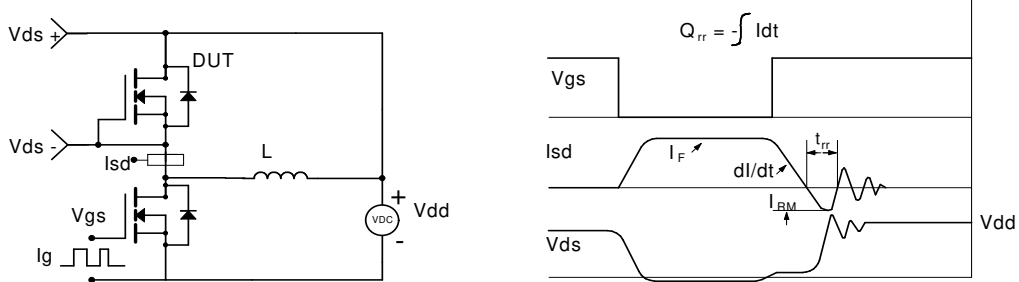 Vds +
DUT
Vds -
Isd
L
Vgs
Ig
+
VDC
-
Vdd
Q rr = -∫ Idt
Vgs
Isd
I F
dI/dt
t rr
I RM
Vds
Vdd